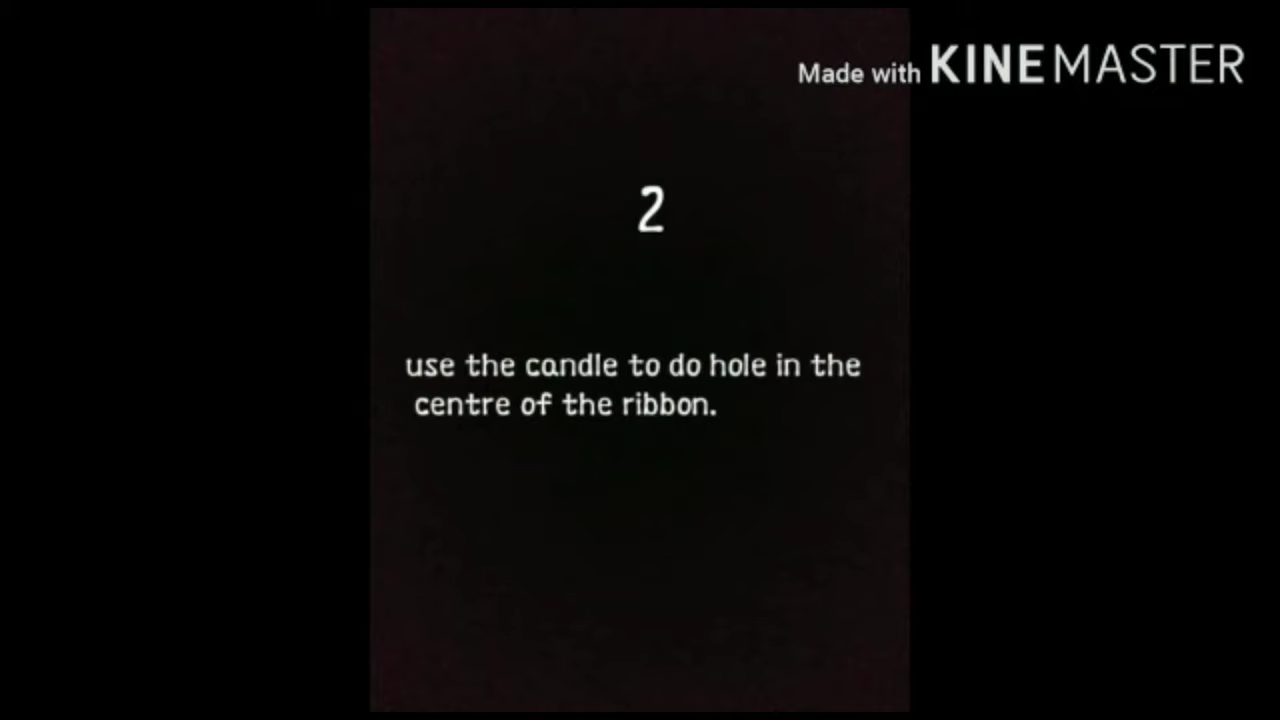 Made with KINEMASTER
2
use the candle to do hole in the
centre of the ribbon.